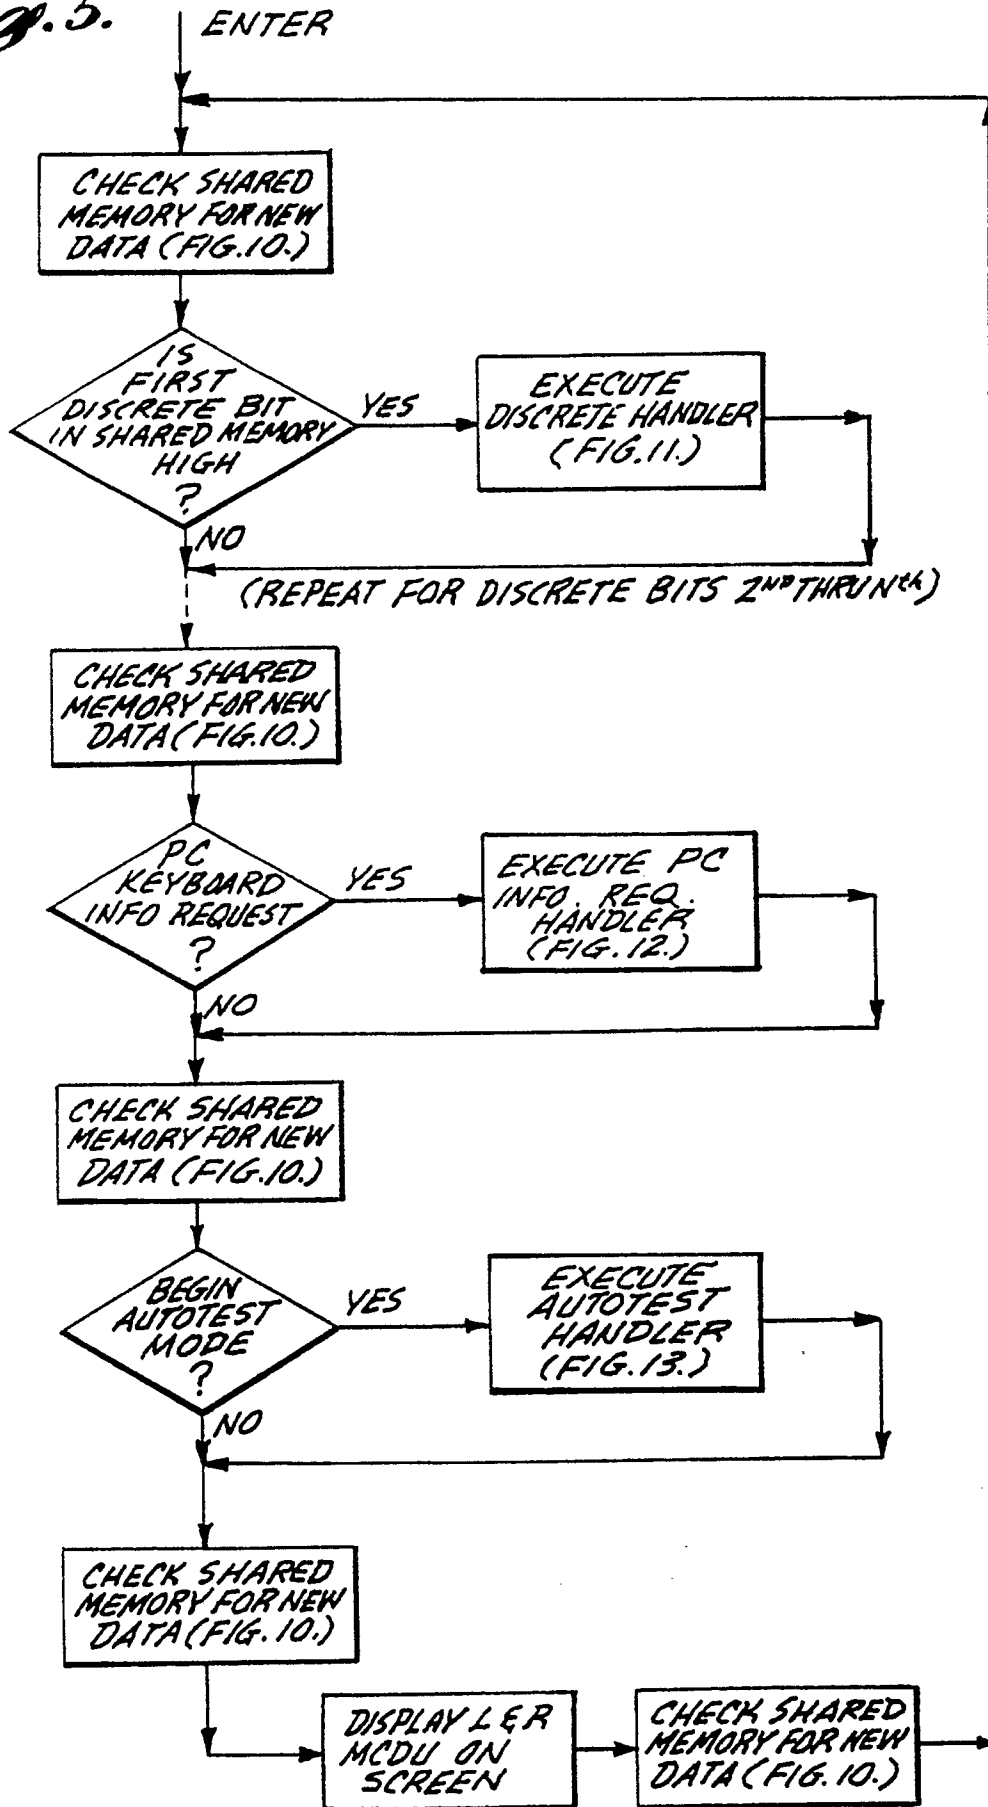 .5.
ENTER
CHECK SHARED
MEMORY FOR NEW
DATA (FIG.10.)
IS
FIRST
DISCRETE BIT
IN SHARED MEMORY
HIGH
?
YES
EXECUTE
DISCRETE HANDLER
(FIG.11.)
NO
(REPEAT FOR DISCRETE BITS 2ND THRU Nth)
CHECK SHARED
MEMORY FOR NEW
DATA (FIG.10.)
PC
KEYBOARD
INFO REQUEST
?
YES
EXECUTE PC
INFO. REQ.
HANDLER
(FIG.12.)
NO
CHECK SHARED
MEMORY FOR NEW
DATA (FIG.10.)
BEGIN
AUTOTEST
MODE
?
YES
EXECUTE
AUTOTEST
HANDLER
(FIG.13.)
NO
CHECK SHARED
MEMORY FOR NEW
DATA (FIG.10.)
DISPLAY L & R
MCDU ON
SCREEN
CHECK SHARED
MEMORY FOR NEW
DATA (FIG.10.)